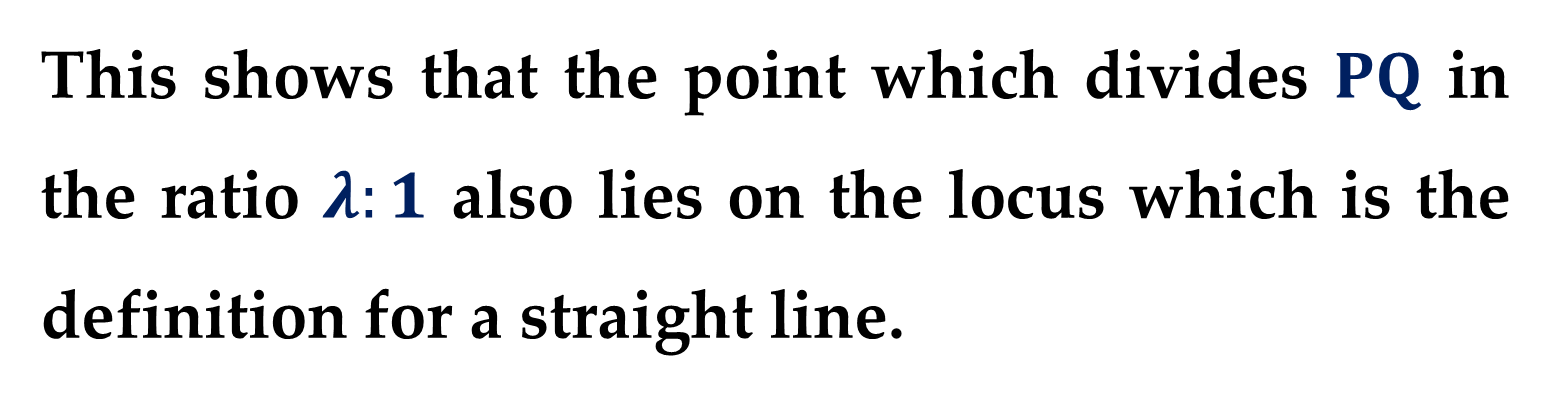 This shows that the point which divides PQ in
the ratio λ: 1 also lies on the locus which is the
definition for a straight line.